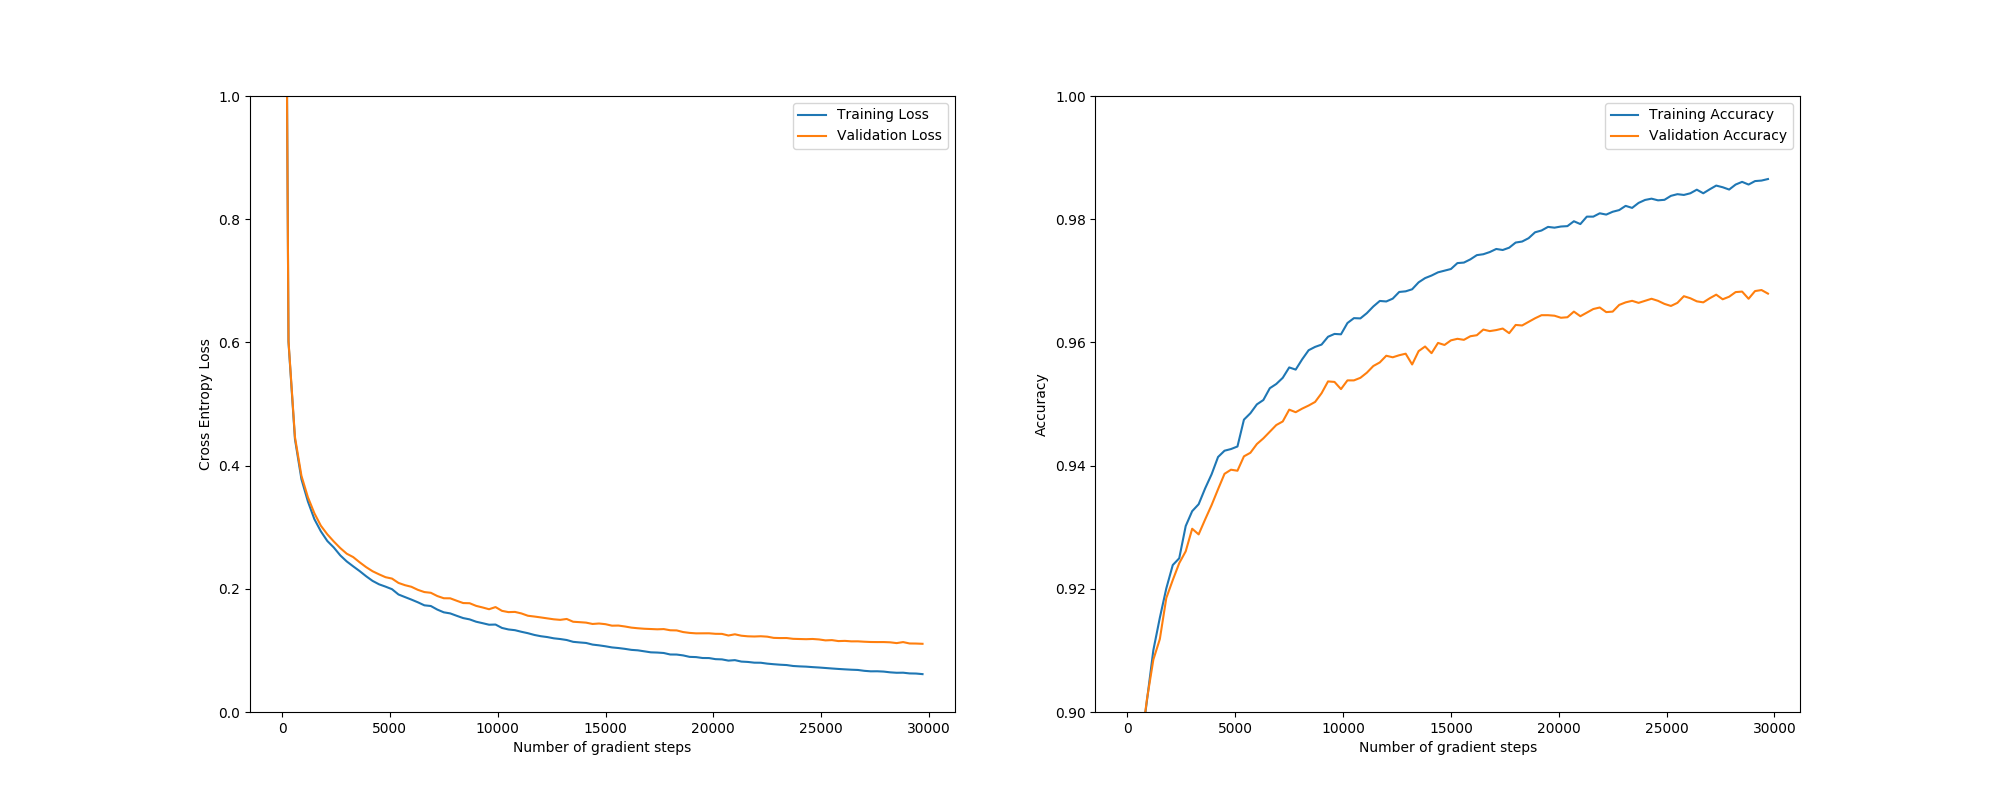 Training Loss
Validation Loss
1.0
0.8
0.6
0.4
0.2
0.0
Cross Entropy Loss
0 5000 10000 15000 20000 25000 30000
Number of gradient steps
Training Accuracy
Validation Accuracy
1.00
0.98
0.96
0.94
0.92
0.90
Accuracy
0 5000 10000 15000 20000 25000 30000
Number of gradient steps